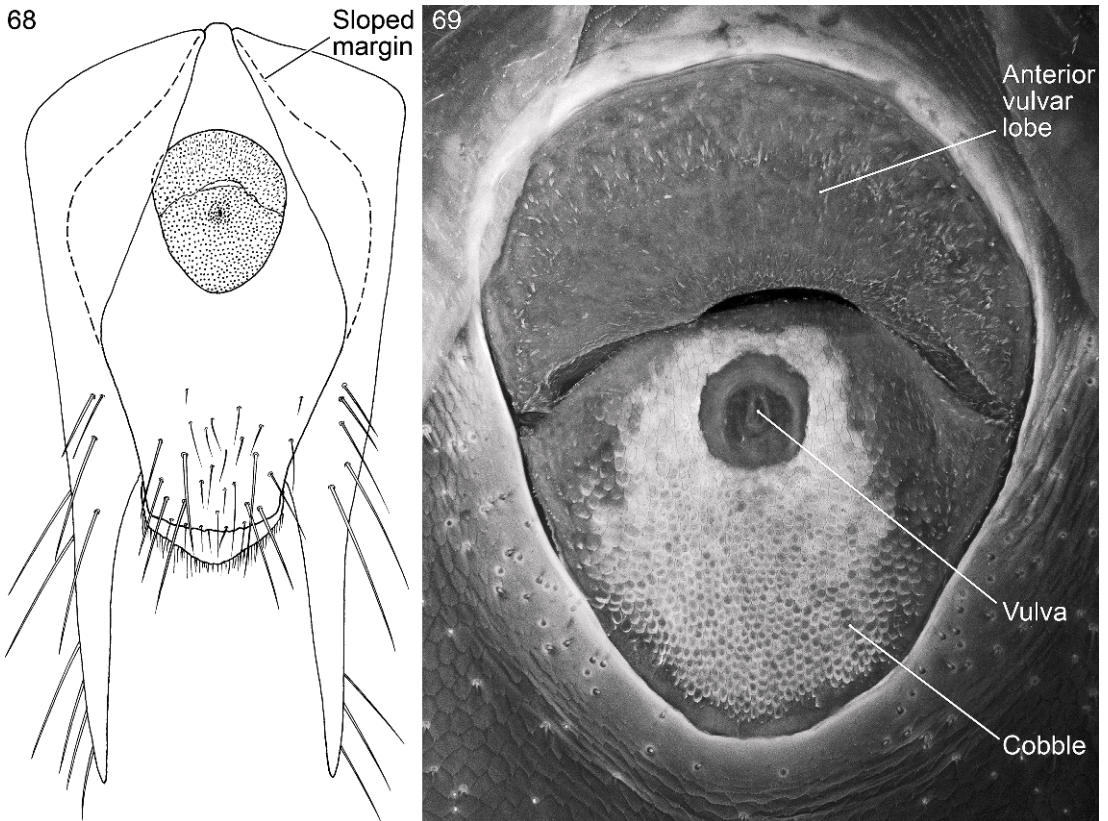 68
Sloped
margin
69
Anterior
vulvar
lobe
Vulva
Cobble